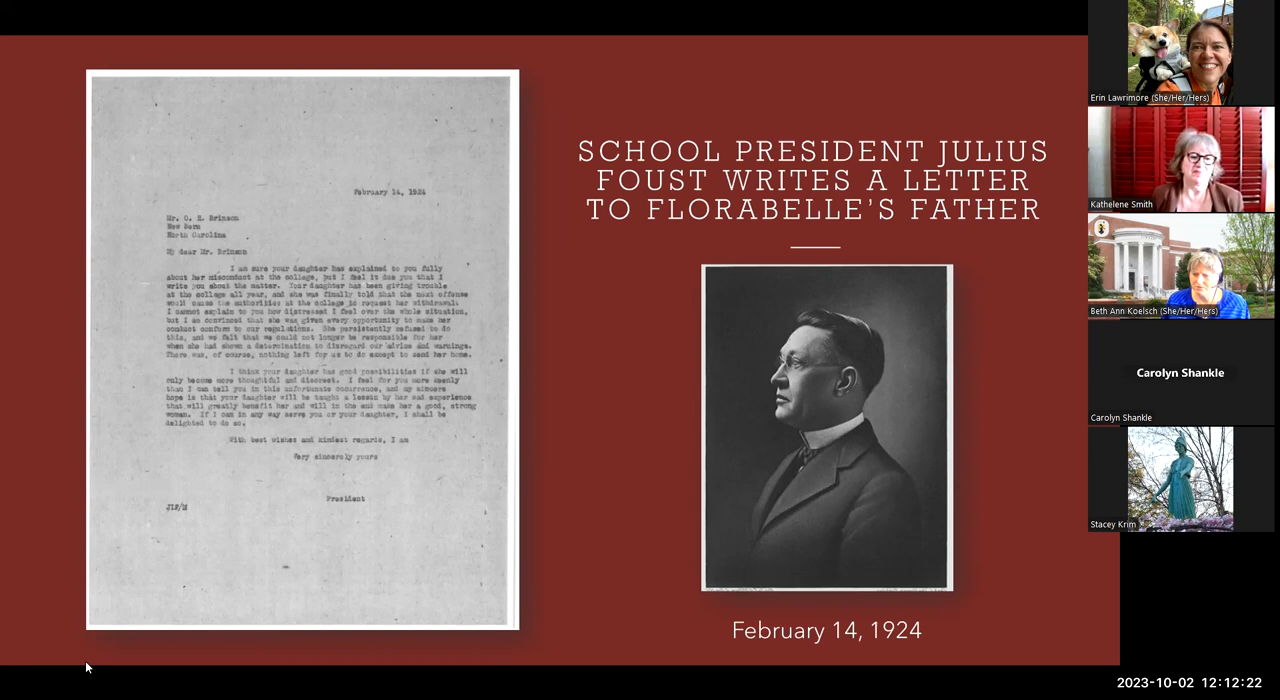 February 14, 1924
Mr. O. E. Brinson
New Bern
North Carolina
My dear Mr. Brinson
I am sure your daughter has explained to you fully
about her misconduct at the college, but I feel it is due you that I
write you about the matter. Your daughter has been giving trouble
at the college all year, and she was finally told that the next offense
would cause the authorities at the college to request her withdrawal.
I cannot explain to you how distressed I feel over the whole situation,
but I am convinced that she was given every opportunity to make her
conduct conform to our regulations. She persistently refused to do
this, and we felt that we could not longer be responsible for her
when she had shown a determination to disregard our advice and warnings.
There was, of course, nothing left for us to do except to send her home.
I think your daughter has good possibilities if she will
only become more thoughtful and discreet. I feel for you more keenly
than I can tell you in this unfortunate occurrence, and my sincere
hope is that your daughter will be taught a lesson by her sad experience
that will greatly benefit her and will in the end make her a good, strong
woman. If I can in any way serve you or your daughter, I shall be
delighted to do so.
With best wishes and kindest regards, I am
Very sincerely yours
President
JIF/M
SCHOOL PRESIDENT JULIUS
FOUST WRITES A LETTER
TO FLORABELLE'S FATHER
February 14, 1924
Erin Lawrimore (She/Her/Hers)
Kathelene Smith
Beth Ann Koelsch (She/Her/Hers)
Carolyn Shankle
Carolyn Shankle
Stacey Krim
2023-10-02 12:12:22